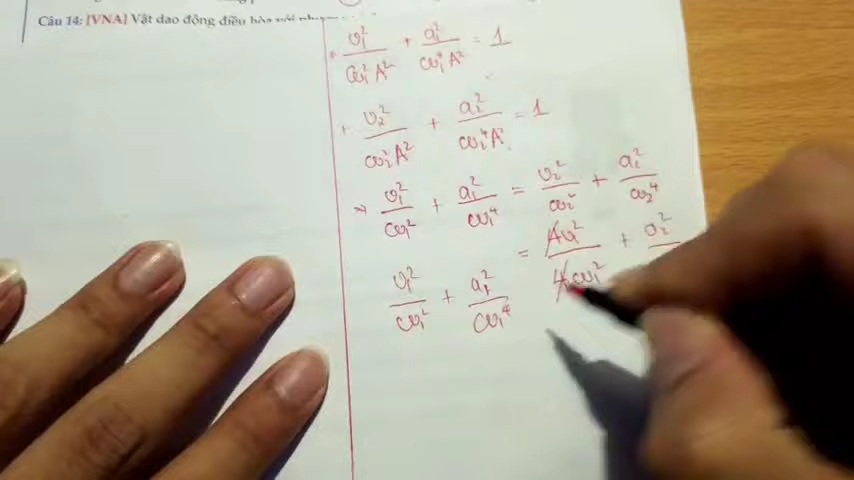 Câu 14: [VNA] Vật dao động điều hòa với
+ v₁²/ω₁²A² + a₁²/ω₁⁴A² = 1
+ v₂²/ω₂²A² + a₂²/ω₂⁴A² = 1
=> v₁²/ω₁² + a₁²/ω₁⁴ = v₂²/ω₂² + a₂²/ω₂⁴
v₁²/ω₁² + a₁²/ω₁⁴ = 4v₁²/4ω₁² + a₂²